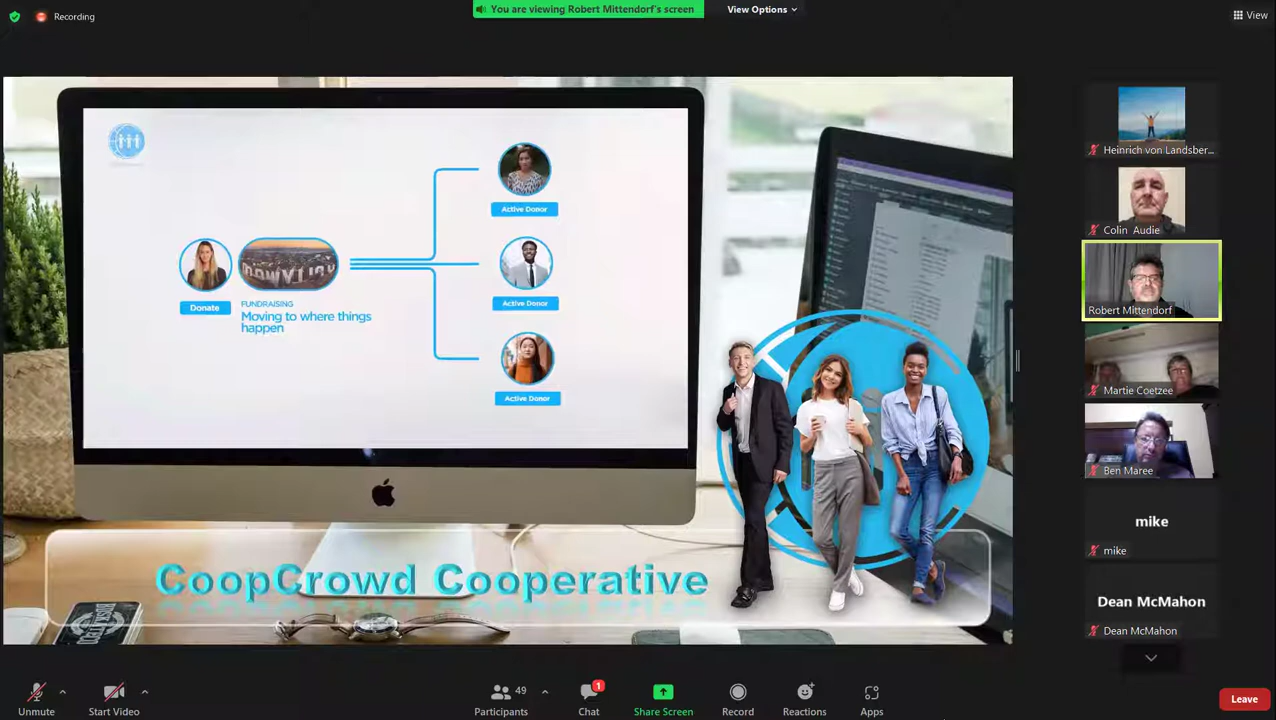 Recording
You are viewing Robert Mittendorf's screen
View Options
View
Active Donor
Donate
FUNDRAISING
Moving to where things
happen
Active Donor
Active Donor
CoopCrowd Cooperative
Heinrich von Landsber...
Colin Audie
Robert Mittendorf
Martie Coetzee
Ben Maree
mike
mike
Dean McMahon
Dean McMahon
Unmute
Start Video
49
Participants
1
Chat
Share Screen
Record
Reactions
Apps
Leave